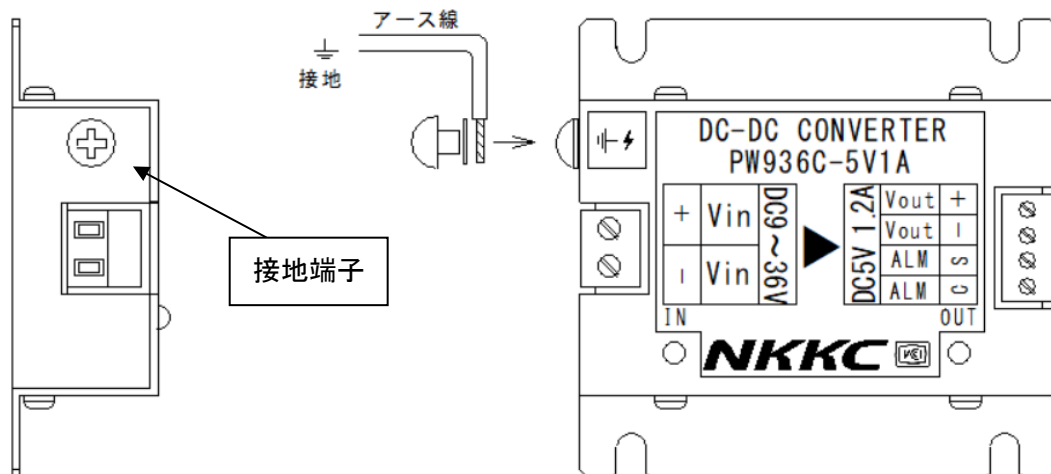 アース線
接地
接地端子
DC-DC CONVERTER
PW936C-5V1A
+ Vin
- Vin
DC9~36V
DC5V 1.2A
Vout +
Vout -
ALM S
ALM C
IN
OUT
NKKC